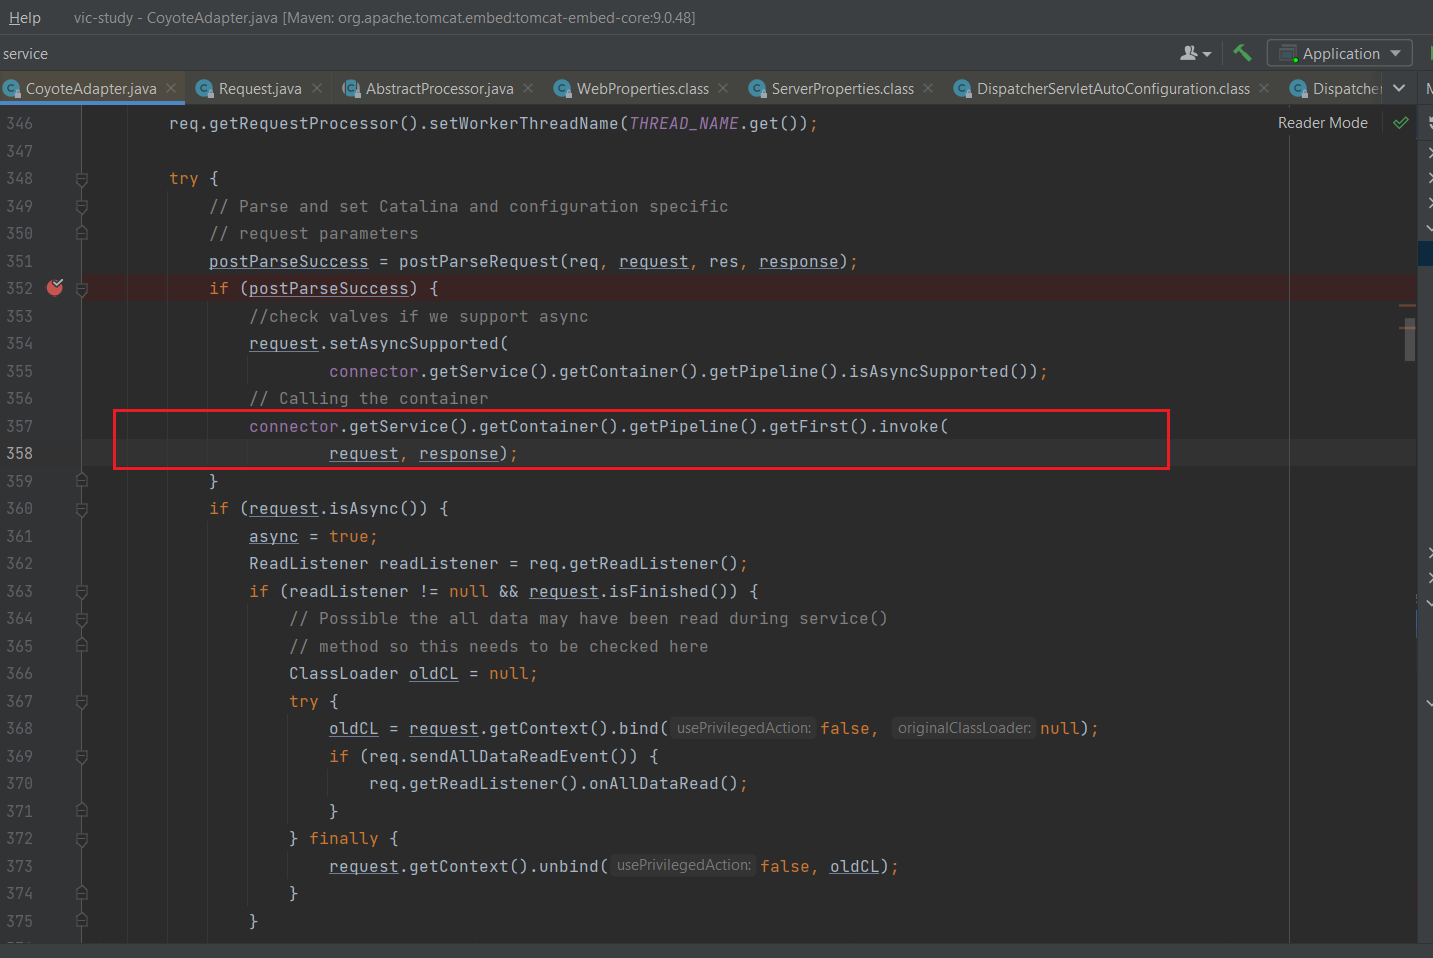 Help vic-study - CoyoteAdapter.java [Maven: org.apache.tomcat.embed:tomcat-embed-core:9.0.48]
service Application
CoyoteAdapter.java Request.java AbstractProcessor.java WebProperties.class ServerProperties.class DispatcherServletAutoConfiguration.class Dispatche
346 req.getRequestProcessor().setWorkerThreadName(THREAD_NAME.get()); Reader Mode
347
348 try {
349 // Parse and set Catalina and configuration specific
350 // request parameters
351 postParseSuccess = postParseRequest(req, request, res, response);
352 if (postParseSuccess) {
353 //check valves if we support async
354 request.setAsyncSupported(
355 connector.getService().getContainer().getPipeline().isAsyncSupported());
356 // Calling the container
357 connector.getService().getContainer().getPipeline().getFirst().invoke(
358 request, response);
359 }
360 if (request.isAsync()) {
361 async = true;
362 ReadListener readListener = req.getReadListener();
363 if (readListener != null && request.isFinished()) {
364 // Possible the all data may have been read during service()
365 // method so this needs to be checked here
366 ClassLoader oldCL = null;
367 try {
368 oldCL = request.getContext().bind( usePrivilegedAction: false, originalClassLoader: null);
369 if (req.sendAllDataReadEvent()) {
370 req.getReadListener().onAllDataRead();
371 }
372 } finally {
373 request.getContext().unbind( usePrivilegedAction: false, oldCL);
374 }
375 }